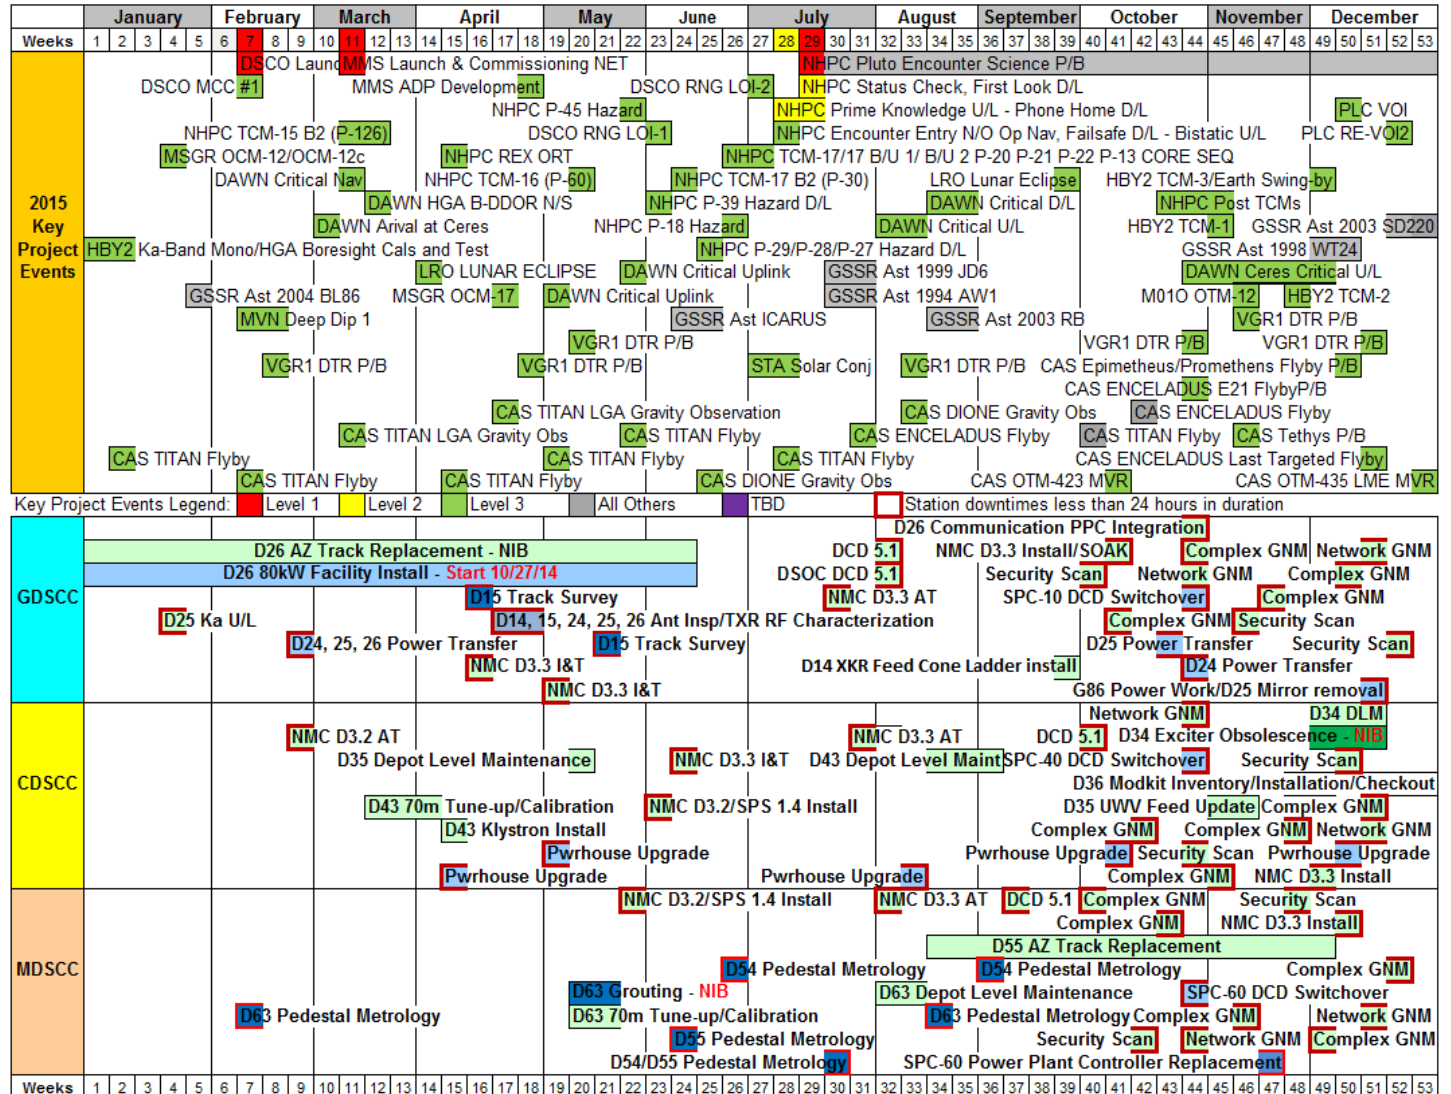 January February March April May June July August September October November December
Weeks 1 2 3 4 5 6 7 8 9 10 11 12 13 14 15 16 17 18 19 20 21 22 23 24 25 26 27 28 29 30 31 32 33 34 35 36 37 38 39 40 41 42 43 44 45 46 47 48 49 50 51 52 53
2015 Key Project Events
DSCO Launc MMS Launch & Commissioning NET NHPC Pluto Encounter Science P/B
DSCO MCC #1 MMS ADP Development DSCO RNG LOI-2 NHPC Status Check, First Look D/L
NHPC P-45 Hazard NHPC Prime Knowledge U/L - Phone Home D/L PLC VOI
NHPC TCM-15 B2 (P-126) DSCO RNG LOI-1 NHPC Encounter Entry N/O Op Nav, Failsafe D/L - Bistatic U/L PLC RE-VOI2
MSGR OCM-12/OCM-12c NHPC REX ORT NHPC TCM-17/17 B/U 1/ B/U 2 P-20 P-21 P-22 P-13 CORE SEQ
DAWN Critical Nav NHPC TCM-16 (P-60) NHPC TCM-17 B2 (P-30) LRO Lunar Eclipse HBY2 TCM-3/Earth Swing-by
DAWN HGA B-DDOR N/S NHPC P-39 Hazard D/L DAWN Critical D/L NHPC Post TCMs
DAWN Arival at Ceres NHPC P-18 Hazard DAWN Critical U/L HBY2 TCM-1 GSSR Ast 2003 SD220
HBY2 Ka-Band Mono/HGA Boresight Cals and Test NHPC P-29/P-28/P-27 Hazard D/L GSSR Ast 1998 WT24
LRO LUNAR ECLIPSE DAWN Critical Uplink GSSR Ast 1999 JD6 DAWN Ceres Critical U/L
GSSR Ast 2004 BL86 MSGR OCM-17 DAWN Critical Uplink GSSR Ast 1994 AW1 M01O OTM-12 HBY2 TCM-2
MVN Deep Dip 1 GSSR Ast ICARUS GSSR Ast 2003 RB VGR1 DTR P/B
VGR1 DTR P/B VGR1 DTR P/B VGR1 DTR P/B
VGR1 DTR P/B VGR1 DTR P/B STA Solar Conj VGR1 DTR P/B CAS Epimetheus/Promethens Flyby P/B
CAS ENCELADUS E21 FlybyP/B
CAS TITAN LGA Gravity Observation CAS DIONE Gravity Obs CAS ENCELADUS Flyby
CAS TITAN LGA Gravity Obs CAS TITAN Flyby CAS ENCELADUS Flyby CAS TITAN Flyby CAS Tethys P/B
CAS TITAN Flyby CAS TITAN Flyby CAS TITAN Flyby CAS ENCELADUS Last Targeted Flyby
CAS TITAN Flyby CAS TITAN Flyby CAS DIONE Gravity Obs CAS OTM-423 MVR CAS OTM-435 LME MVR
Key Project Events Legend: Level 1 Level 2 Level 3 All Others TBD Station downtimes less than 24 hours in duration
GDSCC
D26 Communication PPC Integration
D26 AZ Track Replacement - NIB DCD 5.1 NMC D3.3 Install/SOAK Complex GNM Network GNM
D26 80kW Facility Install - Start 10/27/14 DSOC DCD 5.1 Security Scan Network GNM Complex GNM
D15 Track Survey NMC D3.3 AT SPC-10 DCD Switchover Complex GNM
D25 Ka U/L D14, 15, 24, 25, 26 Ant Insp/TXR RF Characterization Complex GNM Security Scan
D24, 25, 26 Power Transfer D15 Track Survey D25 Power Transfer Security Scan
NMC D3.3 I&T D14 XKR Feed Cone Ladder install D24 Power Transfer
NMC D3.3 I&T G86 Power Work/D25 Mirror removal
CDSCC
Network GNM D34 DLM
NMC D3.2 AT NMC D3.3 AT DCD 5.1 D34 Exciter Obsolescence - NIB
D35 Depot Level Maintenance NMC D3.3 I&T D43 Depot Level Maint SPC-40 DCD Switchover Security Scan
D36 Modkit Inventory/Installation/Checkout
D43 70m Tune-up/Calibration NMC D3.2/SPS 1.4 Install D35 UWV Feed Update Complex GNM
D43 Klystron Install Complex GNM Complex GNM Network GNM
Pwrhouse Upgrade Pwrhouse Upgrade Security Scan Pwrhouse Upgrade
Pwrhouse Upgrade Pwrhouse Upgrade Complex GNM NMC D3.3 Install
MDSCC
NMC D3.2/SPS 1.4 Install NMC D3.3 AT DCD 5.1 Complex GNM Security Scan
Complex GNM NMC D3.3 Install
D55 AZ Track Replacement
D54 Pedestal Metrology D54 Pedestal Metrology Complex GNM
D63 Grouting - NIB D63 Depot Level Maintenance SPC-60 DCD Switchover
D63 Pedestal Metrology D63 70m Tune-up/Calibration D63 Pedestal Metrology Complex GNM Network GNM
D55 Pedestal Metrology Security Scan Network GNM Complex GNM
D54/D55 Pedestal Metrology SPC-60 Power Plant Controller Replacement
Weeks 1 2 3 4 5 6 7 8 9 10 11 12 13 14 15 16 17 18 19 20 21 22 23 24 25 26 27 28 29 30 31 32 33 34 35 36 37 38 39 40 41 42 43 44 45 46 47 48 49 50 51 52 53